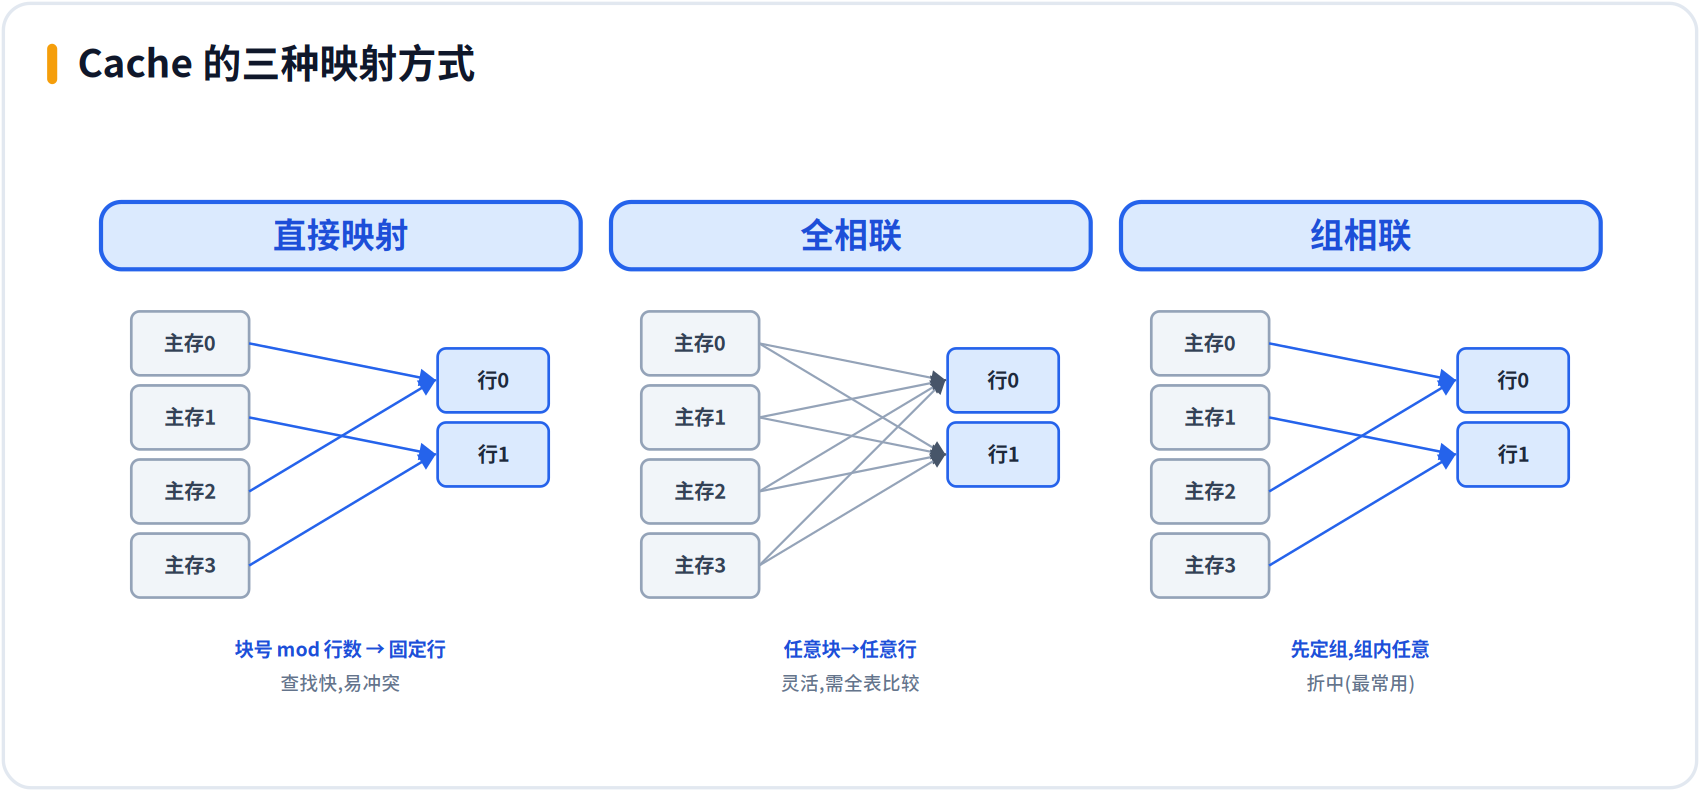 Cache 的三种映射方式
直接映射
主存0
主存1
主存2
主存3
行0
行1
块号 mod 行数 → 固定行
查找快,易冲突
全相联
主存0
主存1
主存2
主存3
行0
行1
任意块→任意行
灵活,需全表比较
组相联
主存0
主存1
主存2
主存3
行0
行1
先定组,组内任意
折中(最常用)